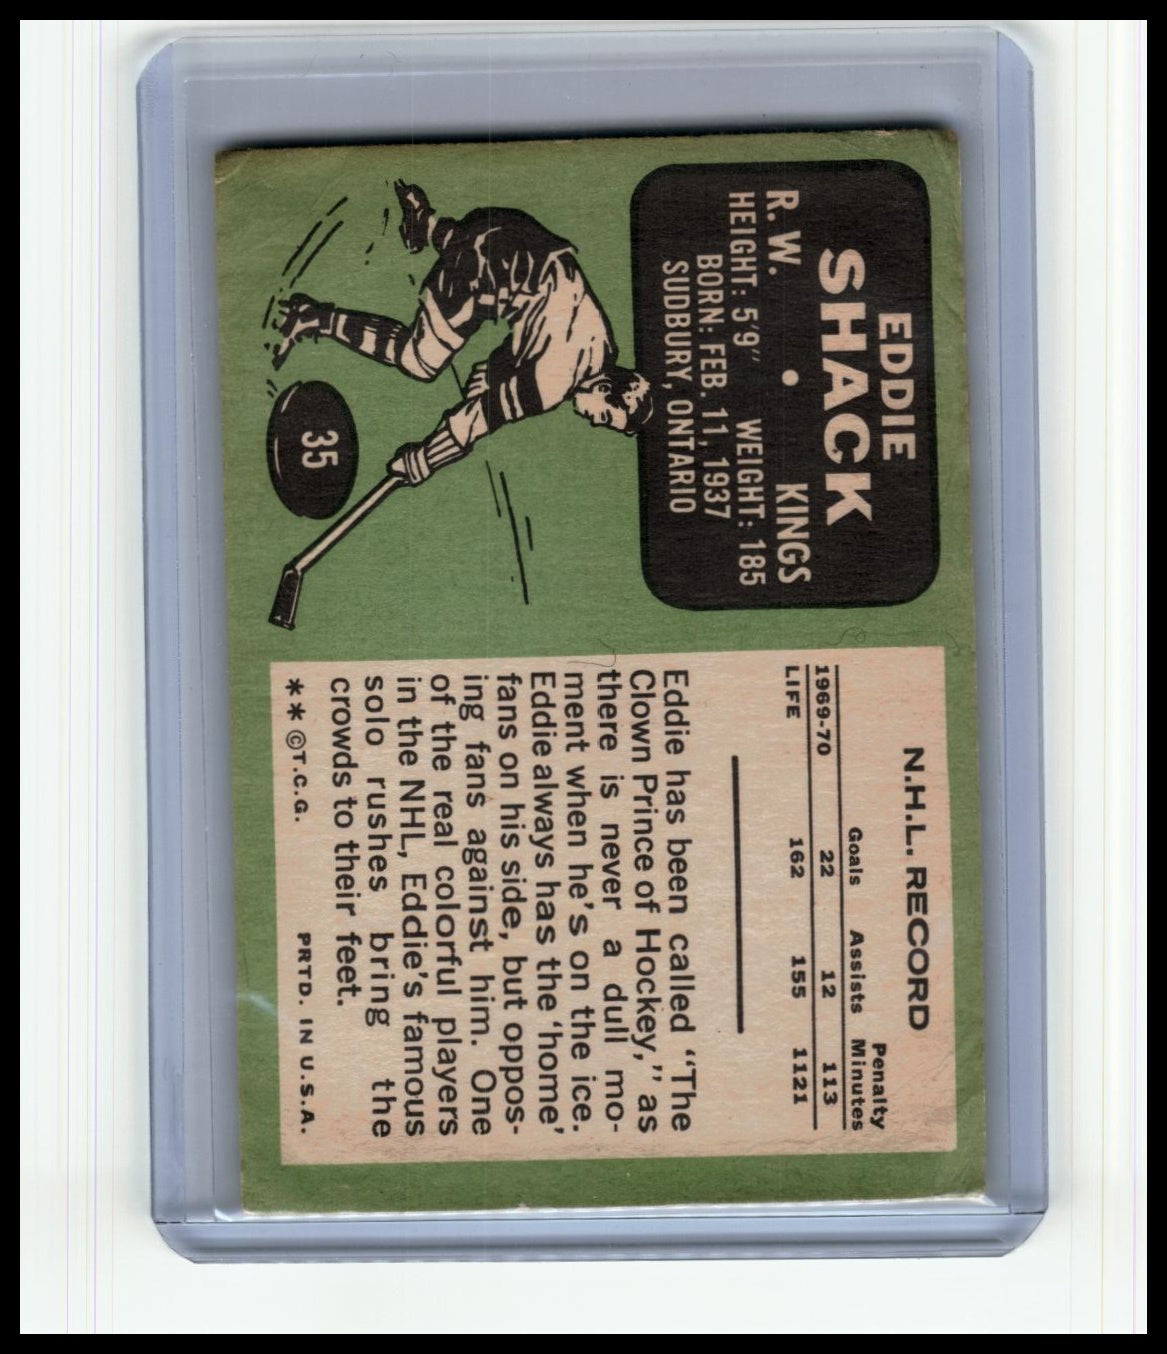 EDDIE
SHACK
R. W. • KINGS
HEIGHT: 5'9" WEIGHT: 185
BORN: FEB. 11, 1937
SUDBURY, ONTARIO
35
N.H.L. RECORD
Goals Assists Penalty Minutes
1969-70 22 12 113
LIFE 162 155 1121
Eddie has been called "The
Clown Prince of Hockey," as
there is never a dull mo-
ment when he's on the ice.
Eddie always has the 'home'
fans on his side, but oppos-
ing fans against him. One
of the real colorful players
in the NHL, Eddie's famous
solo rushes bring the
crowds to their feet.
**©T.C.G. PRTD. IN U.S.A.